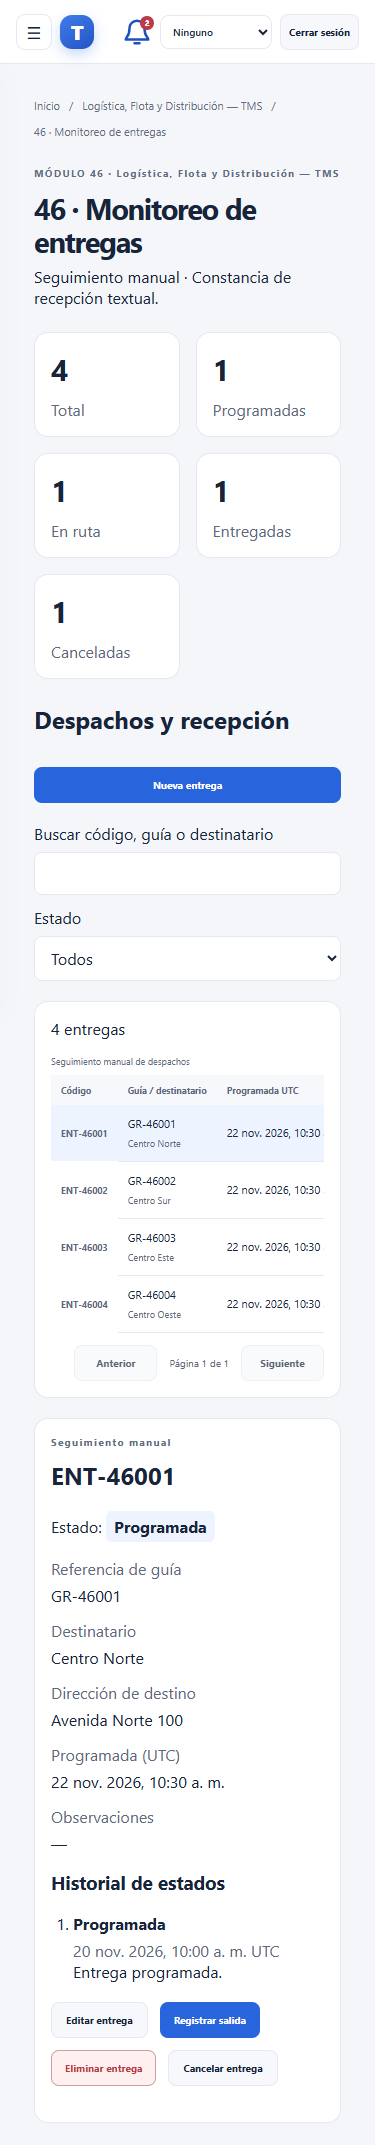 ☰ T 2 Ninguno Cerrar sesión
Inicio / Logística, Flota y Distribución — TMS /
46 · Monitoreo de entregas
MÓDULO 46 · Logística, Flota y Distribución — TMS
46 · Monitoreo de
entregas
Seguimiento manual · Constancia de
recepción textual.
4 1
Total Programadas
1 1
En ruta Entregadas
1
Canceladas
Despachos y recepción
Nueva entrega
Buscar código, guía o destinatario
Estado
Todos
4 entregas
Seguimiento manual de despachos
Código Guía / destinatario Programada UTC
ENT-46001 GR-46001 22 nov. 2026, 10:30
Centro Norte
ENT-46002 GR-46002 22 nov. 2026, 10:30
Centro Sur
ENT-46003 GR-46003 22 nov. 2026, 10:30
Centro Este
ENT-46004 GR-46004 22 nov. 2026, 10:30
Centro Oeste
Anterior Página 1 de 1 Siguiente
Seguimiento manual
ENT-46001
Estado: Programada
Referencia de guía
GR-46001
Destinatario
Centro Norte
Dirección de destino
Avenida Norte 100
Programada (UTC)
22 nov. 2026, 10:30 a. m.
Observaciones
—
Historial de estados
1. Programada
20 nov. 2026, 10:00 a. m. UTC
Entrega programada.
Editar entrega Registrar salida
Eliminar entrega Cancelar entrega